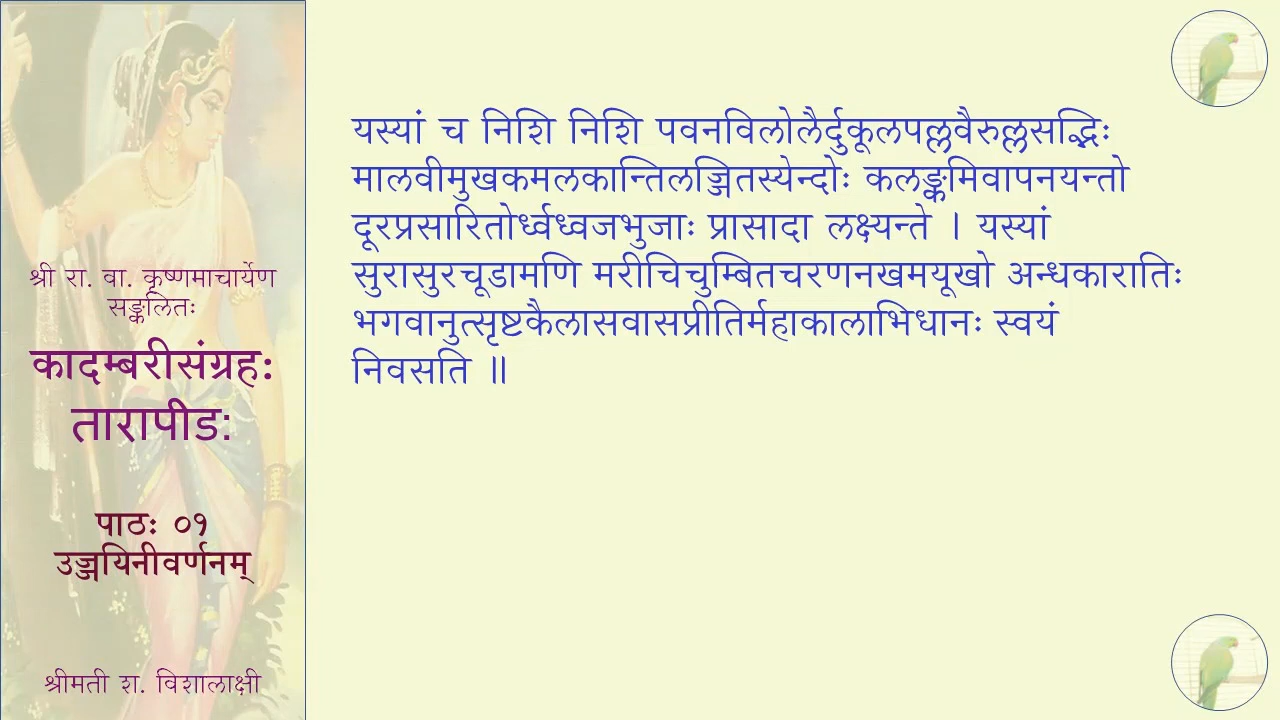 श्री रा. वा. कृष्णमाचार्येण
सङ्कलितः
कादम्बरीसंग्रहः
तारापीडः
पाठः ०१
उज्जयिनीवर्णनम्
श्रीमती श. विशालाक्षी
यस्यां च निशि निशि पवनविलोलैर्दुकूलपल्लवैरुल्लसद्भिः
मालवीमुखकमलकान्तिलज्जितस्येन्दोः कलङ्कमिवापनयन्तो
दूरप्रसारितोर्ध्वध्वजभुजाः प्रासादा लक्ष्यन्ते । यस्यां
सुरासुरचूडामणि मरीचिचुम्बितचरणनखमयूखो अन्धकारातिः
भगवानुत्सृष्टकैलासवासप्रीतिर्महाकालाभिधानः स्वयं
निवसति ॥